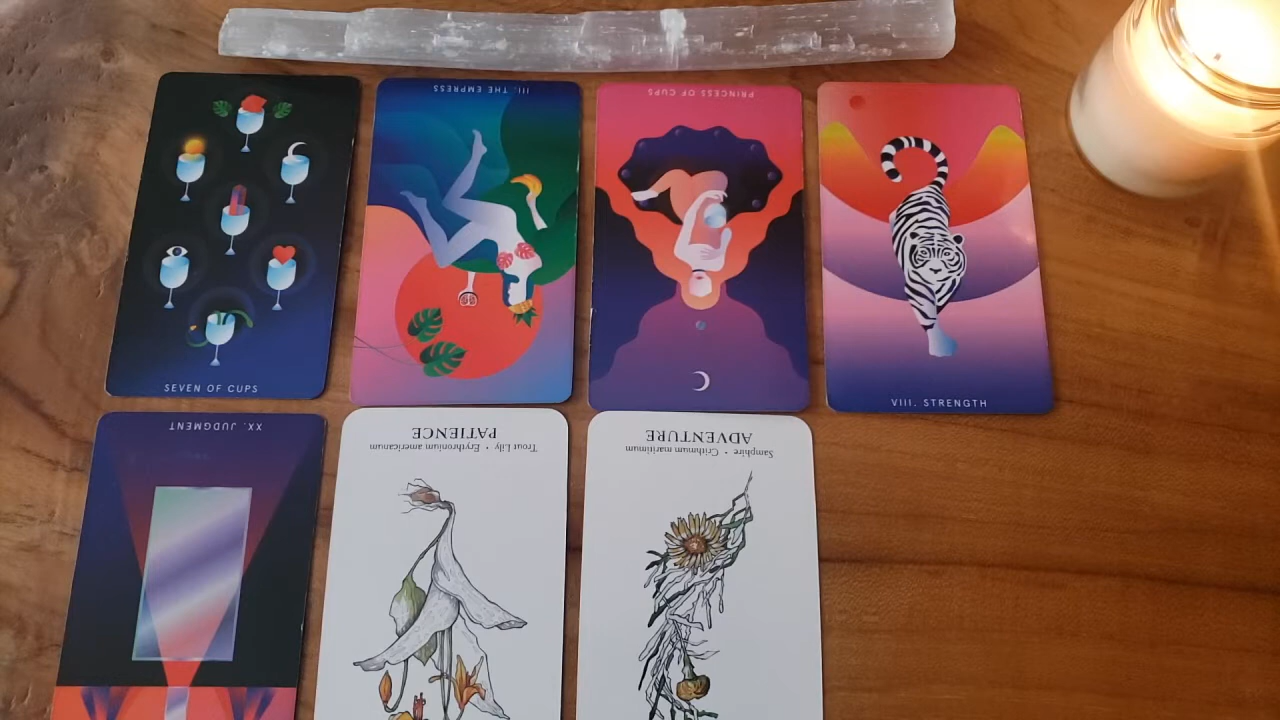 III. THE EMPRESS
PRINCESS OF CUPS
SEVEN OF CUPS
VIII. STRENGTH
XX. JUDGMENT
PATIENCE
Trout Lily • Erythronium americanum
ADVENTURE
Samphire • Crithmum maritimum